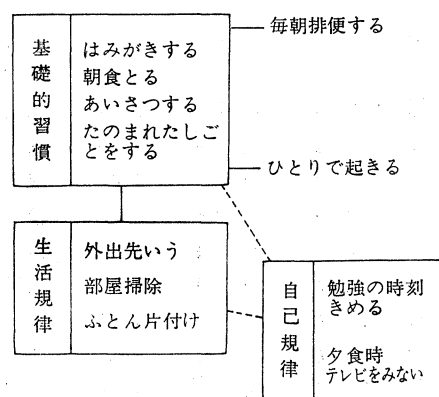 基礎的習慣
はみがきする
朝食とる
あいさつする
たのまれたしご
とをする
毎朝排便する
ひとりで起きる
生活規律
外出先いう
部屋掃除
ふとん片付け
自己規律
勉強の時刻
きめる
夕食時
テレビをみない